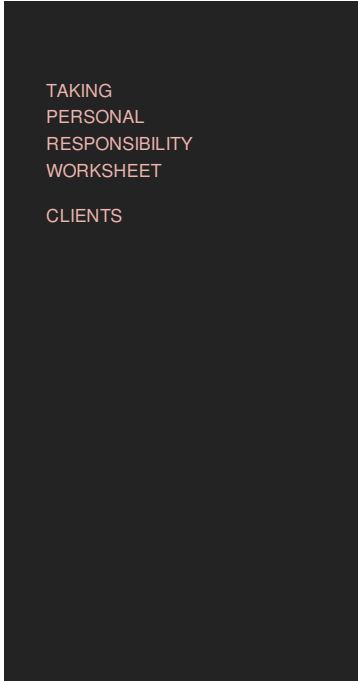 TAKING
PERSONAL
RESPONSIBILITY
WORKSHEET
CLIENTS